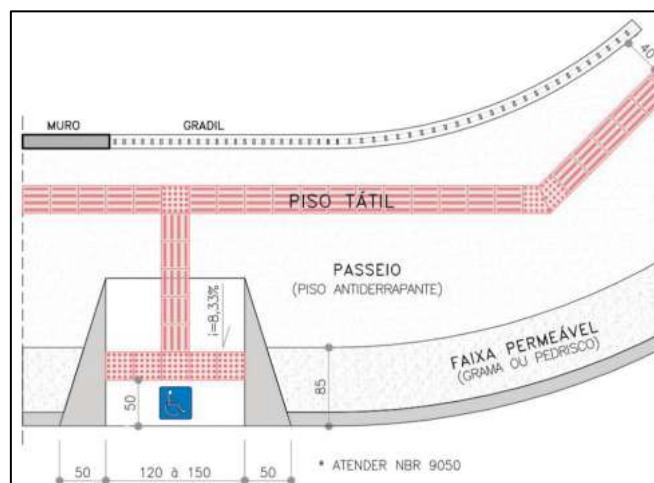 40
MURO
GRADIL
PISO TÁTIL
PASSEIO
(PISO ANTIDERRAPANTE)
i=8,33%
FAIXA PERMEÁVEL
(GRAMA OU PEDRISCO)
85
50
50
120 à 150
50
* ATENDER NBR 9050